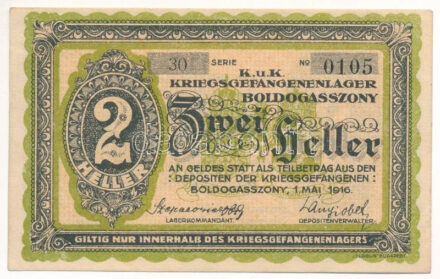 30 SERIE No 0105
K.u.K.
KRIEGSGEFANGENENLAGER
BOLDOGASSZONY
2
HELLER
Zwei
Heller
AN GELDES STATT ALS TEILBETRAG AUS DEN
DEPOSITEN DER KRIEGSGEFANGENEN:
BOLDOGASSZONY, 1. MAI 1916.
LAGERKOMMANDANT. DEPOSITENVERWALTER.
GILTIG NUR INNERHALB DES KRIEGSGEFANGENENLAGERS